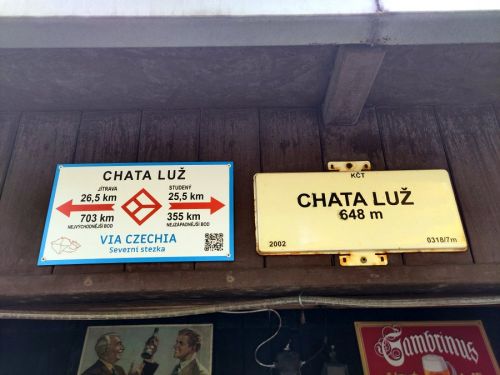 CHATA LUŽ
JÍTRAVA
26,5 km
703 km
NEJVÝCHODNĚJŠÍ BOD
STUDENÝ
25,5 km
355 km
NEJZÁPADNĚJŠÍ BOD
VIA CZECHIA
Severní stezka
KČT
CHATA LUŽ
648 m
2002
0318/7m
Gambrinus